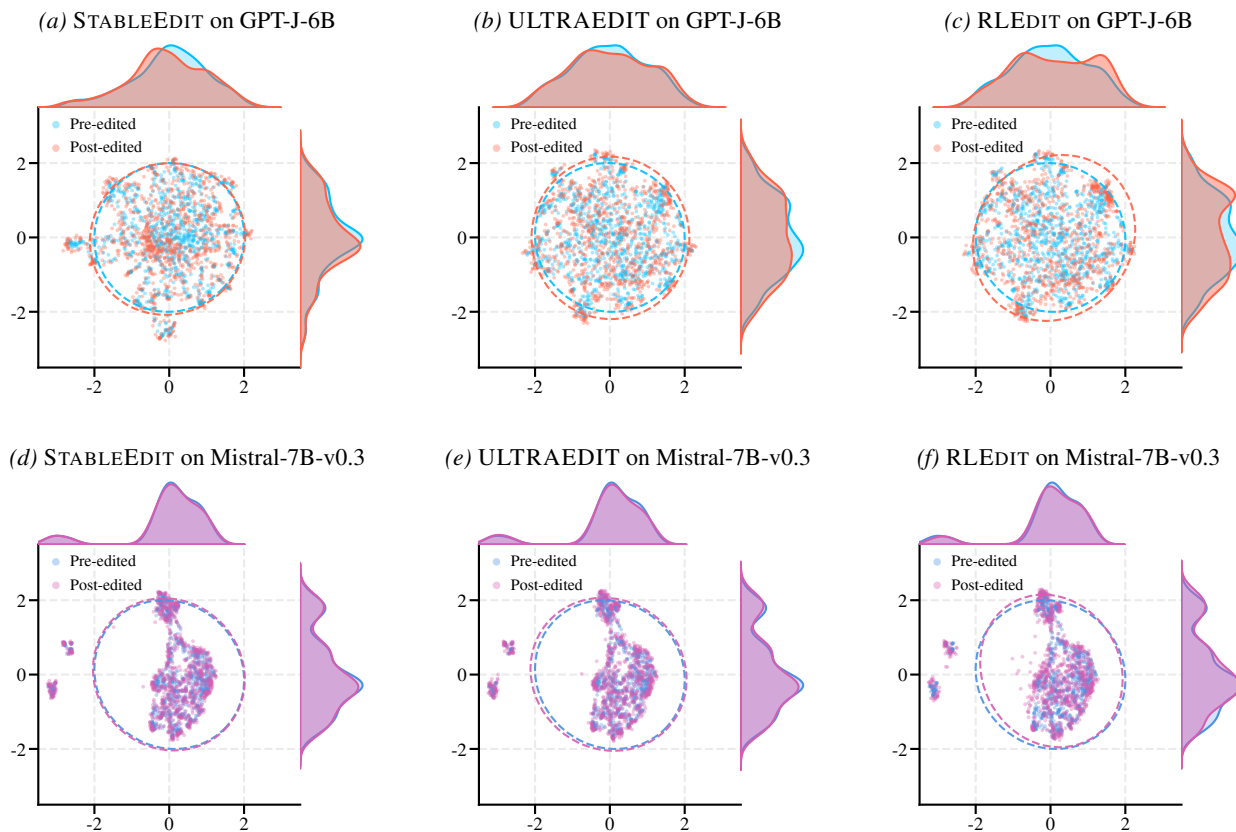 (a) STABLEEDIT on GPT-J-6B
Pre-edited
Post-edited
2
0
-2
-2 0 2
(b) ULTRAEDIT on GPT-J-6B
Pre-edited
Post-edited
2
0
-2
-2 0 2
(c) RLEDIT on GPT-J-6B
Pre-edited
Post-edited
2
0
-2
-2 0 2
(d) STABLEEDIT on Mistral-7B-v0.3
Pre-edited
Post-edited
2
0
-2
-2 0 2
(e) ULTRAEDIT on Mistral-7B-v0.3
Pre-edited
Post-edited
2
0
-2
-2 0 2
(f) RLEDIT on Mistral-7B-v0.3
Pre-edited
Post-edited
2
0
-2
-2 0 2